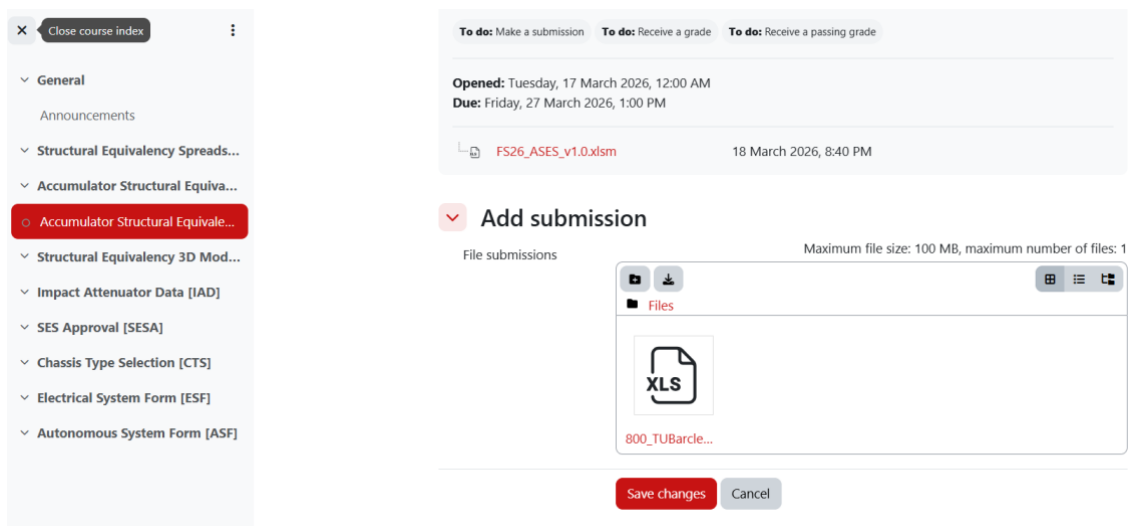 Close course index
General
Announcements
Structural Equivalency Spreads...
Accumulator Structural Equiva...
Accumulator Structural Equivale...
Structural Equivalency 3D Mod...
Impact Attenuator Data [IAD]
SES Approval [SESA]
Chassis Type Selection [CTS]
Electrical System Form [ESF]
Autonomous System Form [ASF]
To do: Make a submission To do: Receive a grade To do: Receive a passing grade
Opened: Tuesday, 17 March 2026, 12:00 AM
Due: Friday, 27 March 2026, 1:00 PM
FS26_ASES_v1.0.xlsm 18 March 2026, 8:40 PM
Add submission
File submissions
Maximum file size: 100 MB, maximum number of files: 1
Files
XLS
800_TUBarcle...
Save changes Cancel